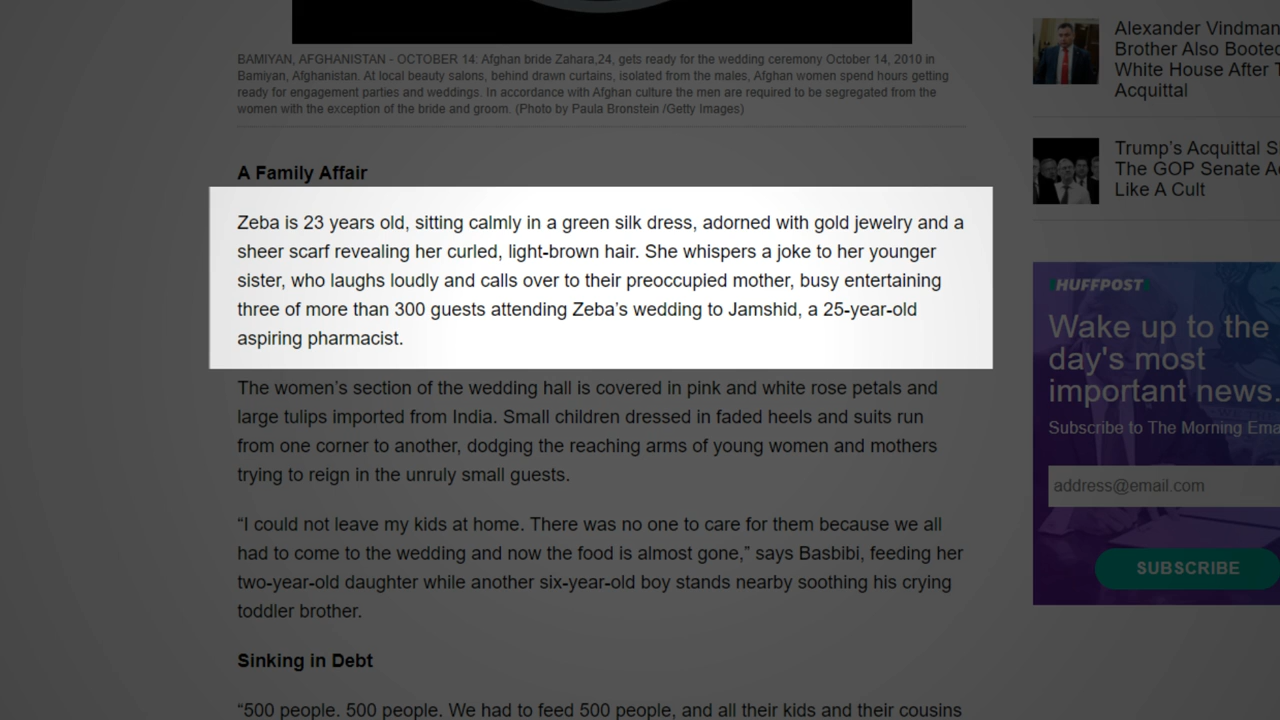 BAMIYAN, AFGHANISTAN - OCTOBER 14: Afghan bride Zahara,24, gets ready for the wedding ceremony October 14, 2010 in
Bamiyan, Afghanistan. At local beauty salons, behind drawn curtains, isolated from the males, Afghan women spend hours getting
ready for engagement parties and weddings. In accordance with Afghan culture the men are required to be segregated from the
women with the exception of the bride and groom. (Photo by Paula Bronstein /Getty Images)
A Family Affair
Zeba is 23 years old, sitting calmly in a green silk dress, adorned with gold jewelry and a
sheer scarf revealing her curled, light-brown hair. She whispers a joke to her younger
sister, who laughs loudly and calls over to their preoccupied mother, busy entertaining
three of more than 300 guests attending Zeba’s wedding to Jamshid, a 25-year-old
aspiring pharmacist.
The women’s section of the wedding hall is covered in pink and white rose petals and
large tulips imported from India. Small children dressed in faded heels and suits run
from one corner to another, dodging the reaching arms of young women and mothers
trying to reign in the unruly small guests.
“I could not leave my kids at home. There was no one to care for them because we all
had to come to the wedding and now the food is almost gone,” says Basbibi, feeding her
two-year-old daughter while another six-year-old boy stands nearby soothing his crying
toddler brother.
Sinking in Debt
“500 people. 500 people. We had to feed 500 people, and all their kids and their cousins
Alexander Vindman
Brother Also Booted
White House After
Acquittal
Trump’s Acquittal
The GOP Senate
Like A Cult
HUFFPOST
Wake up to the
day's most
important news.
Subscribe to The Morning
address@email.com
SUBSCRIBE